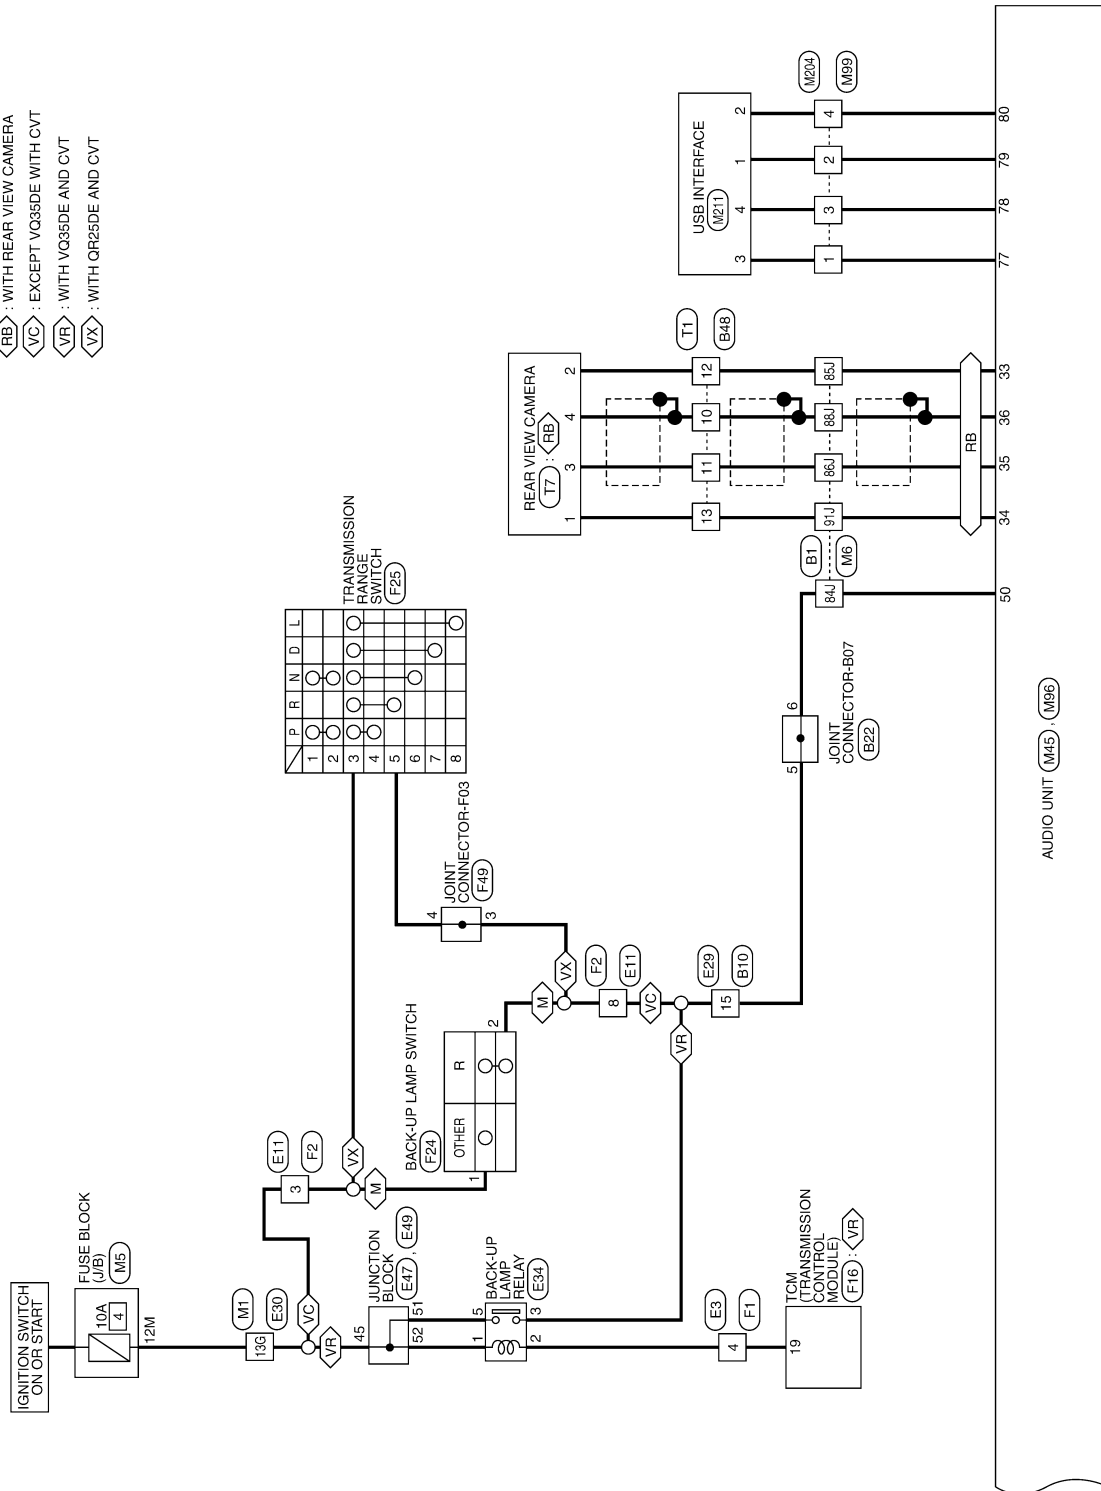 RB : WITH REAR VIEW CAMERA
VC : EXCEPT VQ35DE WITH CVT
VR : WITH VQ35DE AND CVT
VX : WITH QR25DE AND CVT
IGNITION SWITCH
ON OR START
FUSE BLOCK
(J/B)
M5
10A
4
12M
M1
13G
E30
VC
VR
E11
3
F2
VX
M
JUNCTION
BLOCK
E47 , E49
45
51
52
BACK-UP
LAMP
RELAY
E34
5
3
1
2
E3
4
F1
TCM
(TRANSMISSION
CONTROL
MODULE)
F16 : VR
19
BACK-UP LAMP SWITCH
F24
OTHER
R
1
2
M
VX
F2
8
E11
VC
VR
E29
15
B10
TRANSMISSION
RANGE
SWITCH
F25
P R N D L
1
2
3
4
5
6
7
8
JOINT
CONNECTOR-F03
F49
4
3
JOINT
CONNECTOR-B07
B22
5
6
B1
84J
M6
50
REAR VIEW CAMERA
T7 : RB
1 3 4 2
T1
13 11 10 12
B48
91J 86J 88J 85J
RB
34 35 36 33
USB INTERFACE
M211
3 4 1 2
M204
1 3 2 4
M99
77 78 79 80
AUDIO UNIT M45 , M96